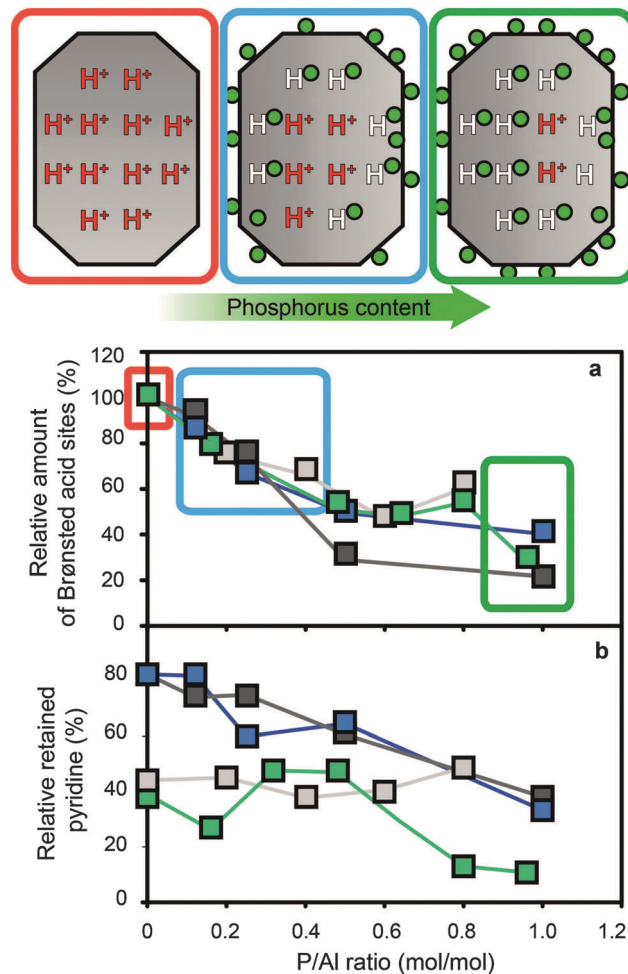 H+ H+
H+ H+ H+ H+
H+ H+ H+ H+
H+ H+
H H
H H+ H+ H
H H+ H+ H
H+ H
H H
H H H+ H
H H H+ H
H H
Phosphorus content
a
Relative amount
of Brønsted acid sites (%)
120
100
80
60
40
20
0
b
Relative retained
pyridine (%)
80
60
40
20
0
0 0.2 0.4 0.6 0.8 1.0 1.2
P/Al ratio (mol/mol)